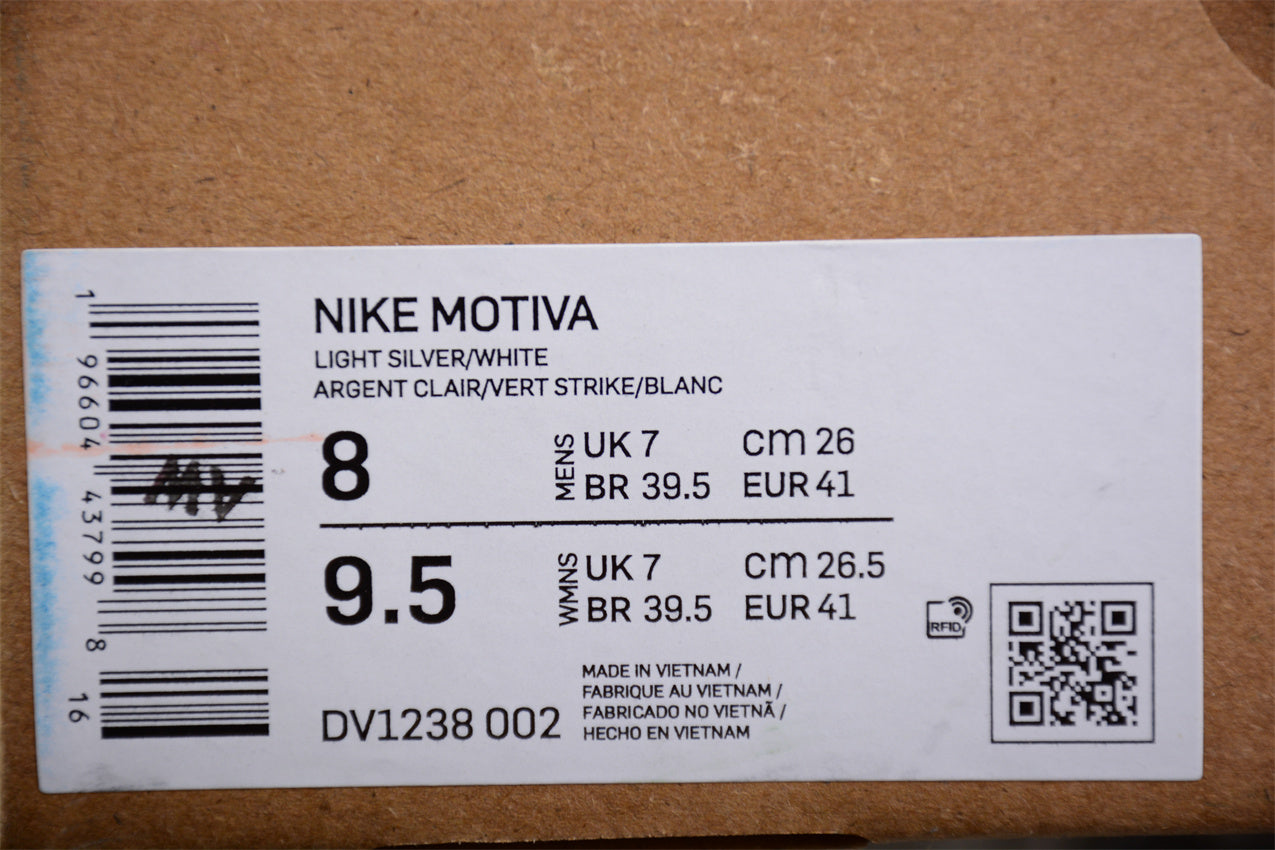 1 96604 43799 8 16
NIKE MOTIVA
LIGHT SILVER/WHITE
ARGENT CLAIR/VERT STRIKE/BLANC
8
MENS
UK 7 cm 26
BR 39.5 EUR 41
9.5
WMNS
UK 7 cm 26.5
BR 39.5 EUR 41
RFID
MADE IN VIETNAM /
FABRIQUE AU VIETNAM /
FABRICADO NO VIETNÃ /
HECHO EN VIETNAM
DV1238 002